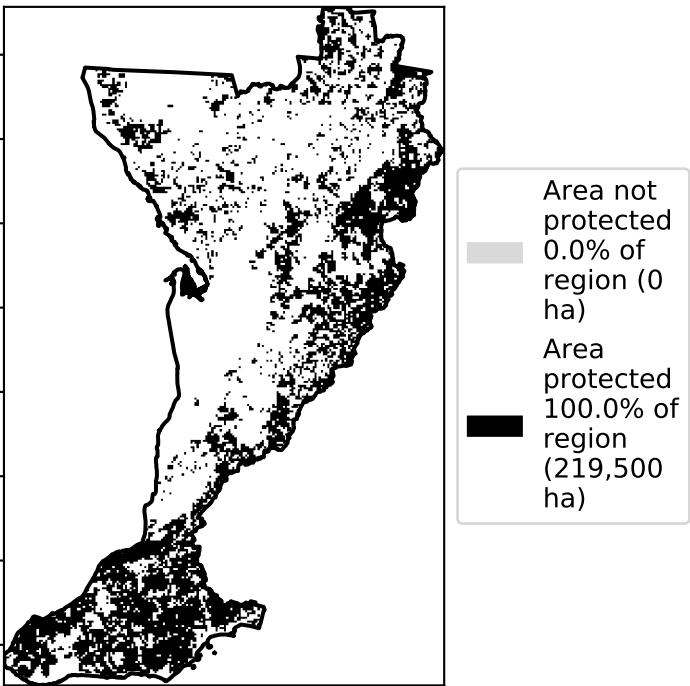 Area not
protected
0.0% of
region (0
ha)
Area
protected
100.0% of
region
(219,500
ha)